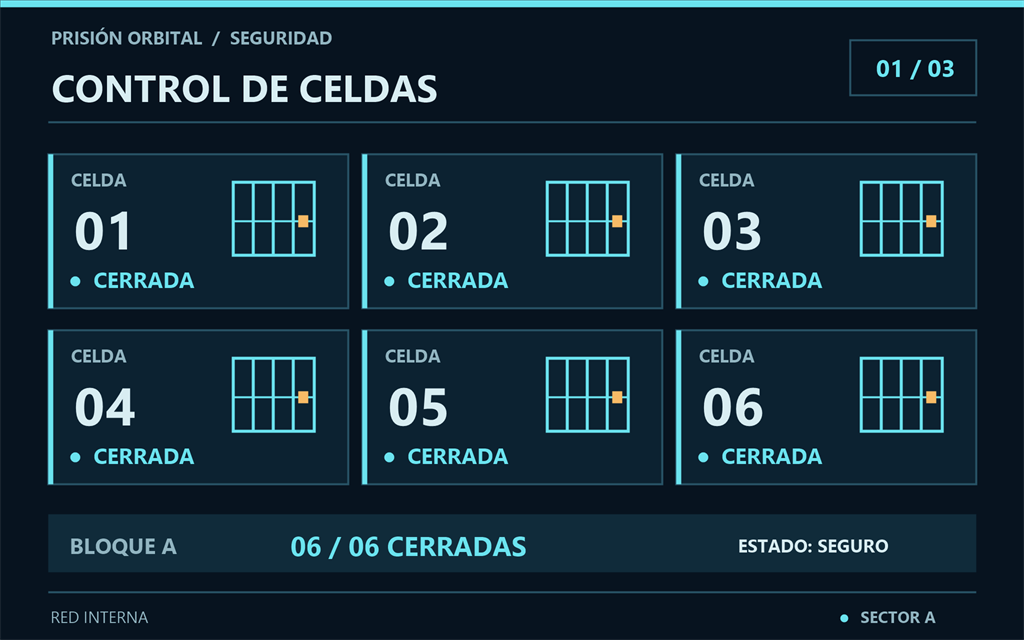 PRISIÓN ORBITAL / SEGURIDAD
CONTROL DE CELDAS
01 / 03
CELDA
01
CERRADA
CELDA
02
CERRADA
CELDA
03
CERRADA
CELDA
04
CERRADA
CELDA
05
CERRADA
CELDA
06
CERRADA
BLOQUE A
06 / 06 CERRADAS
ESTADO: SEGURO
RED INTERNA
SECTOR A